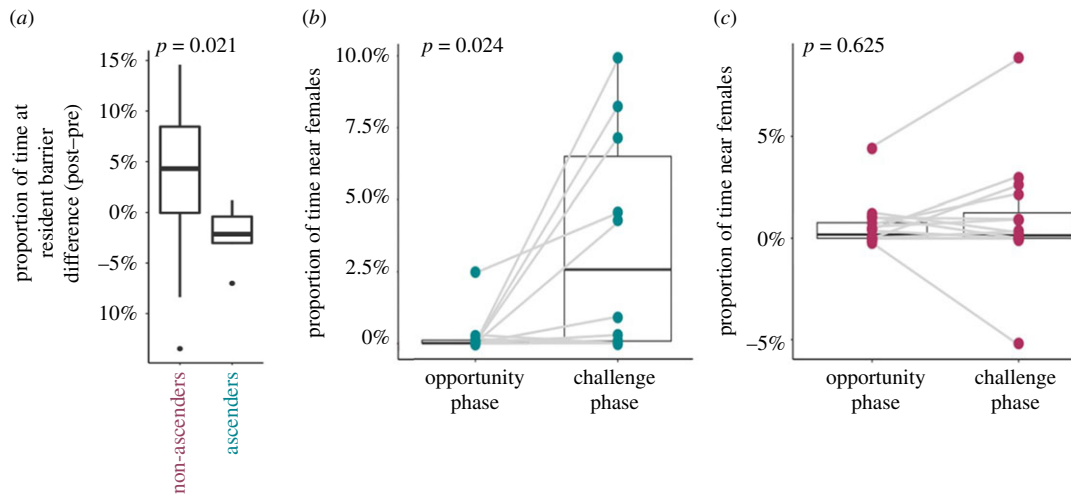 (a)
p = 0.021
proportion of time at
resident barrier
difference (post–pre)
15%
10%
5%
0%
−5%
10%
non-ascenders
ascenders
(b)
p = 0.024
proportion of time near females
10.0%
7.5%
5.0%
2.5%
0%
opportunity
phase
challenge
phase
(c)
p = 0.625
proportion of time near females
5%
0%
−5%
opportunity
phase
challenge
phase